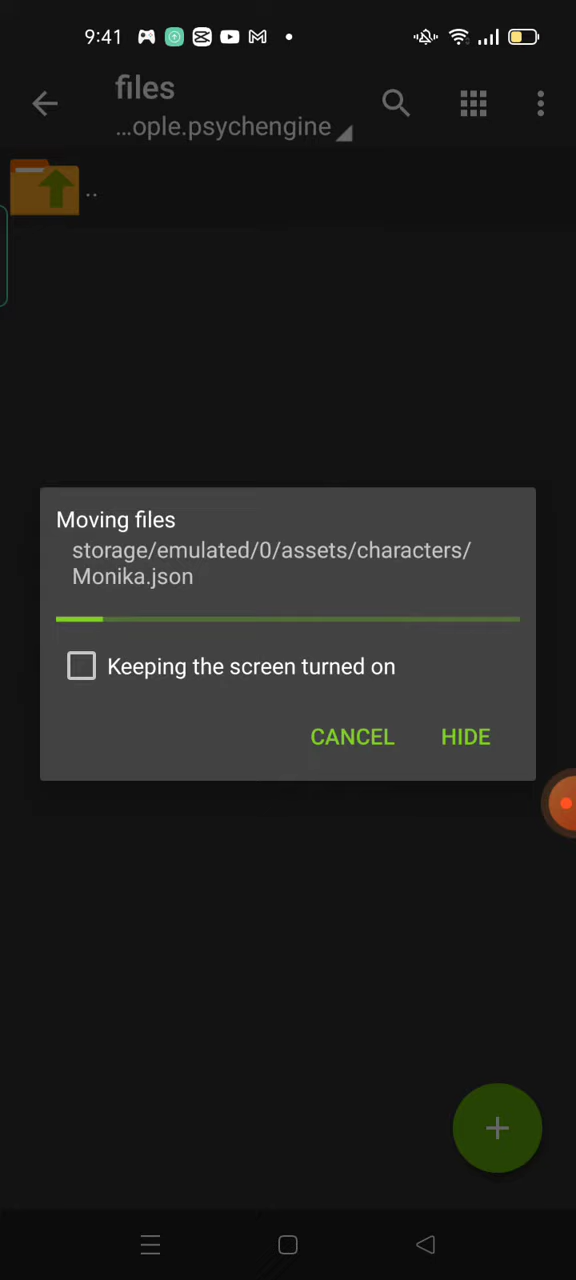 9:41
files
...ople.psychengine
..
Moving files
storage/emulated/0/assets/characters/
Monika.json
Keeping the screen turned on
CANCEL HIDE